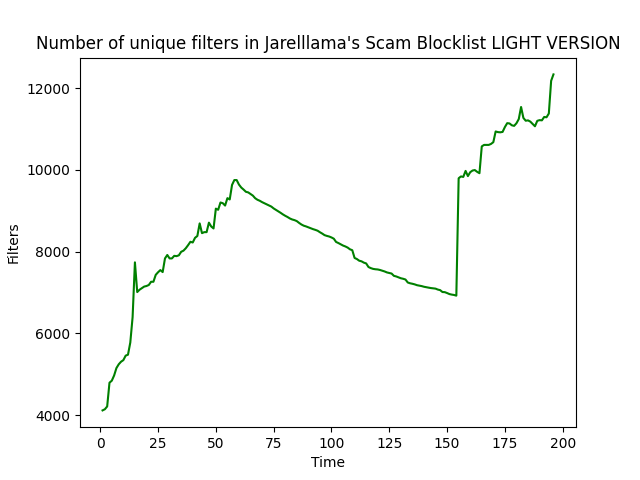 Number of unique filters in Jarelllama's Scam Blocklist LIGHT VERSION
12000
10000
8000
6000
4000
Filters
0 25 50 75 100 125 150 175 200
Time